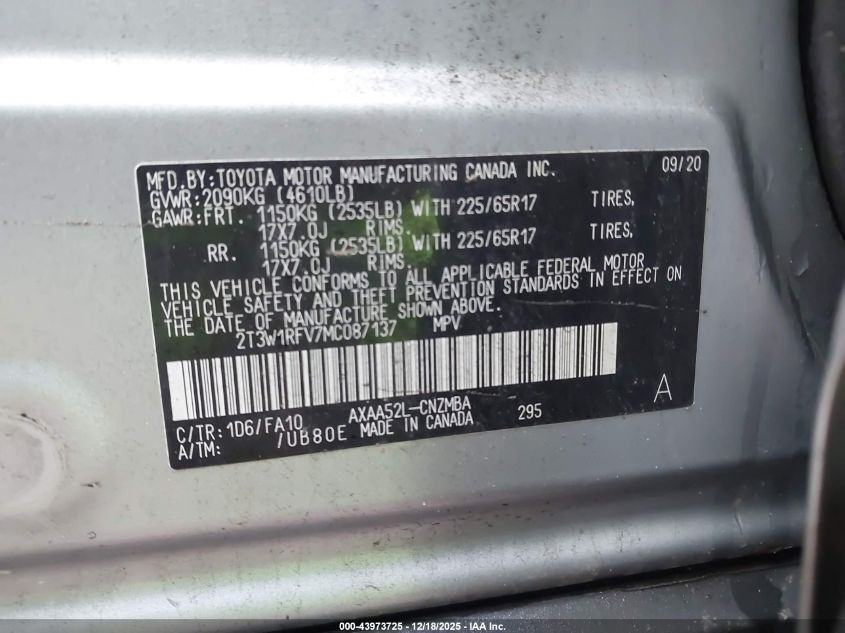 MFD.BY:TOYOTA MOTOR MANUFACTURING CANADA INC. 09/20
GVWR:2090KG (4610LB)
GAWR:FRT. 1150KG (2535LB) WITH 225/65R17 TIRES,
17X7.0J RIMS.
RR. 1150KG (2535LB) WITH 225/65R17 TIRES,
17X7.0J RIMS.
THIS VEHICLE CONFORMS TO ALL APPLICABLE FEDERAL MOTOR
VEHICLE SAFETY AND THEFT PREVENTION STANDARDS IN EFFECT ON
THE DATE OF MANUFACTURE SHOWN ABOVE.
2T3W1RFV7MC087137 MPV
A
C/TR:1D6/FA10 AXAA52L-CNZMBA 295
A/TM: /UB80E MADE IN CANADA
000-43973725 - 12/18/2025 - IAA Inc.